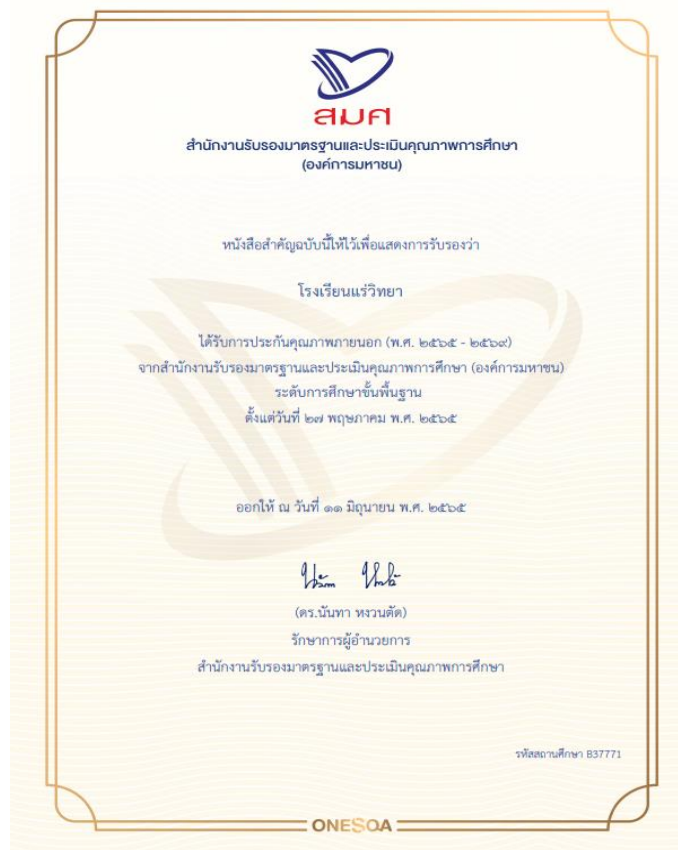 สมศ
สำนักงานรับรองมาตรฐานและประเมินคุณภาพการศึกษา
(องค์การมหาชน)
หนังสือสำคัญฉบับนี้ให้ไว้เพื่อแสดงการรับรองว่า
โรงเรียนแร่วิทยา
ได้รับการประกันคุณภาพภายนอก (พ.ศ. ๒๕๖๕ - ๒๕๖๙)
จากสำนักงานรับรองมาตรฐานและประเมินคุณภาพการศึกษา (องค์การมหาชน)
ระดับการศึกษาขั้นพื้นฐาน
ตั้งแต่วันที่ ๒๗ พฤษภาคม พ.ศ. ๒๕๖๕
ออกให้ ณ วันที่ ๑๑ มิถุนายน พ.ศ. ๒๕๖๕
(ดร.นันทา หงวนตัด)
รักษาการผู้อำนวยการ
สำนักงานรับรองมาตรฐานและประเมินคุณภาพการศึกษา
รหัสสถานศึกษา B37771
ONESQA